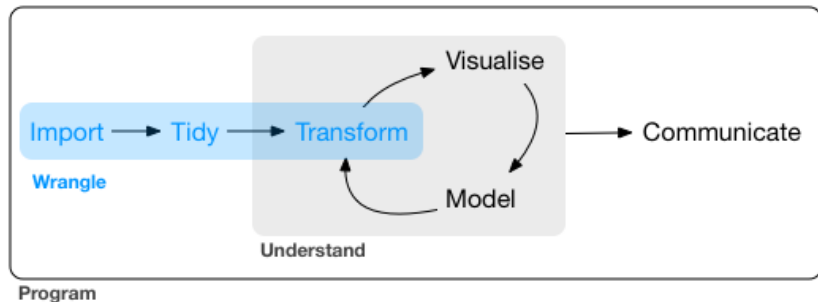 Visualise
Import
Tidy
Transform
Communicate
Wrangle
Model
Understand
Program